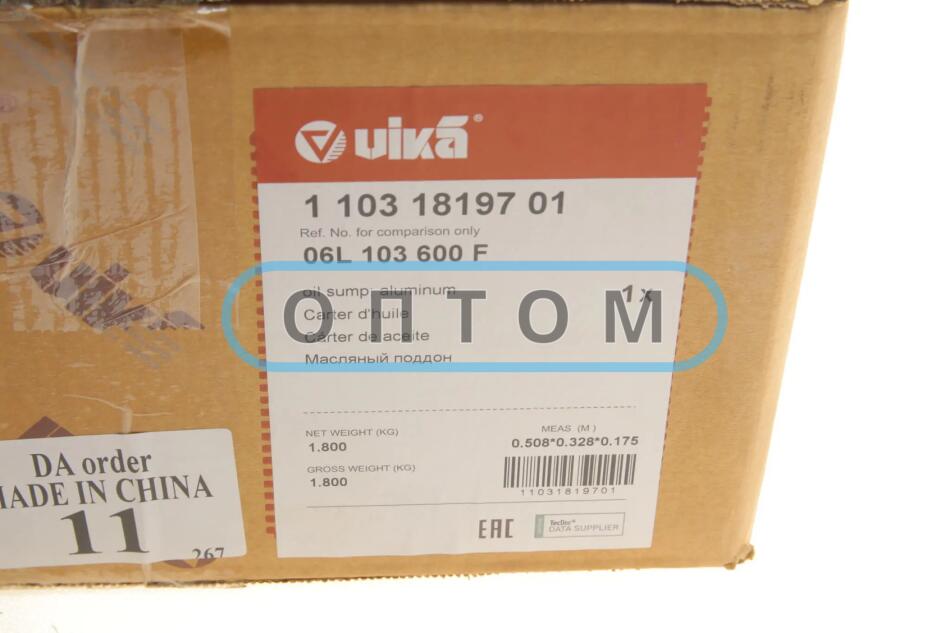 vika®
1 103 18197 01
Ref. No. for comparison only
06L 103 600 F
oil sump; aluminum 1 x
Carter d'huile
Cárter de aceite
Масляный поддон
ОПТОМ
NET WEIGHT (KG)
1.800
MEAS (M)
0.508*0.328*0.175
GROSS WEIGHT (KG)
1.800
11031819701
EAC
TecDoc®
DATA SUPPLIER
DA order
MADE IN CHINA
11
267